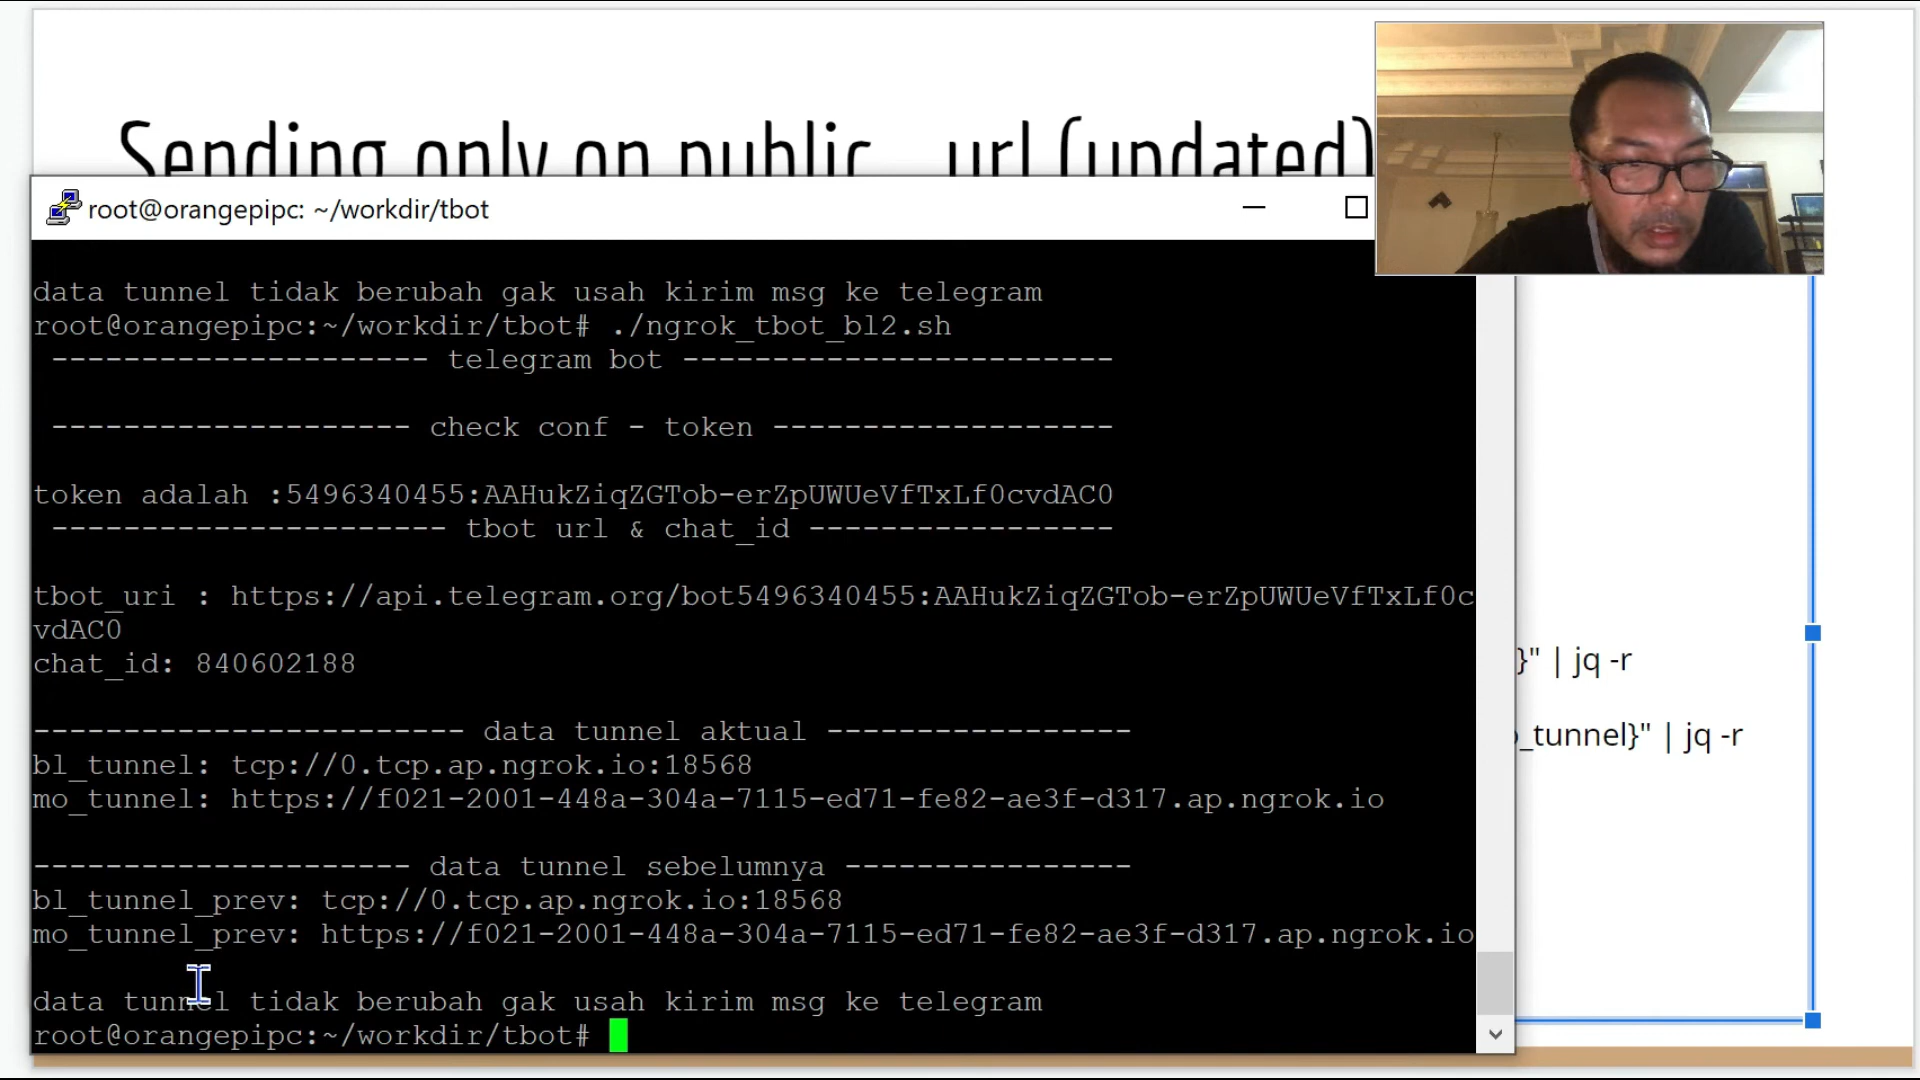 Sending only on public_url (updated)
root@orangepipc: ~/workdir/tbot
data tunnel tidak berubah gak usah kirim msg ke telegram
root@orangepipc:~/workdir/tbot# ./ngrok_tbot_bl2.sh
--------------------- telegram bot ------------------------
-------------------- check conf - token -------------------
token adalah :5496340455:AAHukZiqZGTob-erZpUWUeVfTxLf0cvdAC0
---------------------- tbot url & chat_id -----------------
tbot_uri : https://api.telegram.org/bot5496340455:AAHukZiqZGTob-erZpUWUeVfTxLf0c
vdAC0
chat_id: 840602188
}" | jq -r
------------------------ data tunnel aktual -----------------
_tunnel}" | jq -r
bl_tunnel: tcp://0.tcp.ap.ngrok.io:18568
mo_tunnel: https://f021-2001-448a-304a-7115-ed71-fe82-ae3f-d317.ap.ngrok.io
--------------------- data tunnel sebelumnya ----------------
bl_tunnel_prev: tcp://0.tcp.ap.ngrok.io:18568
mo_tunnel_prev: https://f021-2001-448a-304a-7115-ed71-fe82-ae3f-d317.ap.ngrok.io
data tunnel tidak berubah gak usah kirim msg ke telegram
root@orangepipc:~/workdir/tbot#